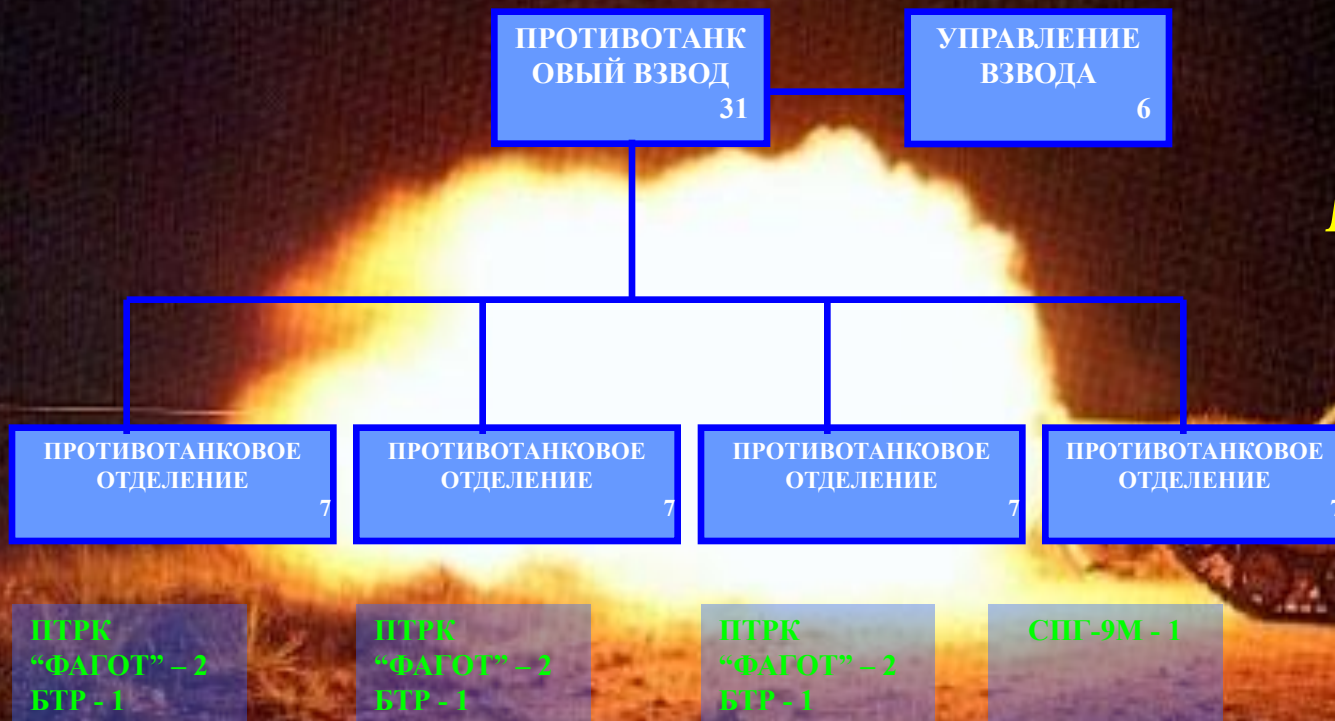 ПРОТИВОТАНК
ОВЫЙ ВЗВОД
31
УПРАВЛЕНИЕ
ВЗВОДА
6
ПРОТИВОТАНКОВОЕ
ОТДЕЛЕНИЕ
7
ПРОТИВОТАНКОВОЕ
ОТДЕЛЕНИЕ
7
ПРОТИВОТАНКОВОЕ
ОТДЕЛЕНИЕ
7
ПРОТИВОТАНКОВОЕ
ОТДЕЛЕНИЕ
7
ПТРК
“ФАГОТ” – 2
БТР - 1
ПТРК
“ФАГОТ” – 2
БТР - 1
ПТРК
“ФАГОТ” – 2
БТР - 1
СПГ-9М - 1